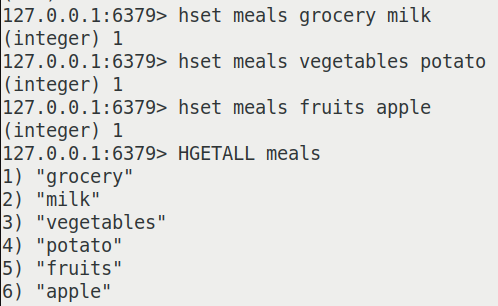 127.0.0.1:6379> hset meals grocery milk
(integer) 1
127.0.0.1:6379> hset meals vegetables potato
(integer) 1
127.0.0.1:6379> hset meals fruits apple
(integer) 1
127.0.0.1:6379> HGETALL meals
1) "grocery"
2) "milk"
3) "vegetables"
4) "potato"
5) "fruits"
6) "apple"